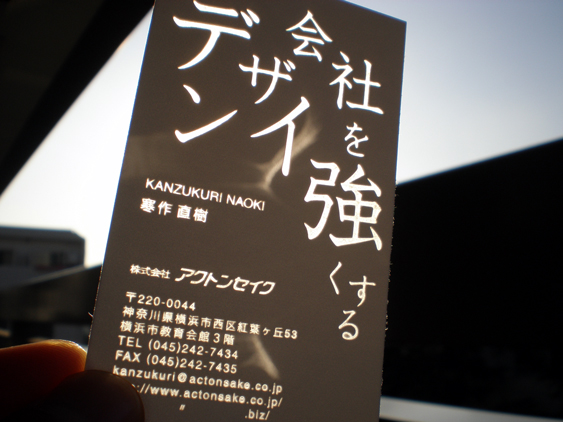 会社を強くする
デザイン
KANZUKURI NAOKI
寒作 直樹
株式会社 アクトンセイク
〒220-0044
神奈川県横浜市西区紅葉ヶ丘53
横浜市教育会館3階
TEL (045)242-7434
FAX (045)242-7435
kanzukuri@actonsake.co.jp
://www.actonsake.co.jp/
〃 .biz/